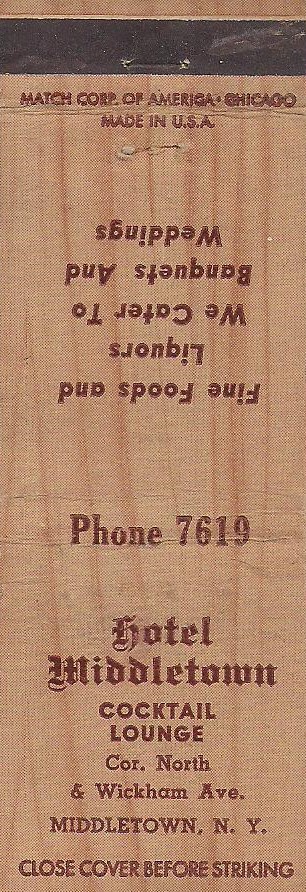 MATCH CORP. OF AMERICA · CHICAGO
MADE IN U.S.A.
Fine Foods and
Liquors
We Cater To
Banquets And
Weddings
Phone 7619
Hotel
Middletown
COCKTAIL
LOUNGE
Cor. North
& Wickham Ave.
MIDDLETOWN, N. Y.
CLOSE COVER BEFORE STRIKING